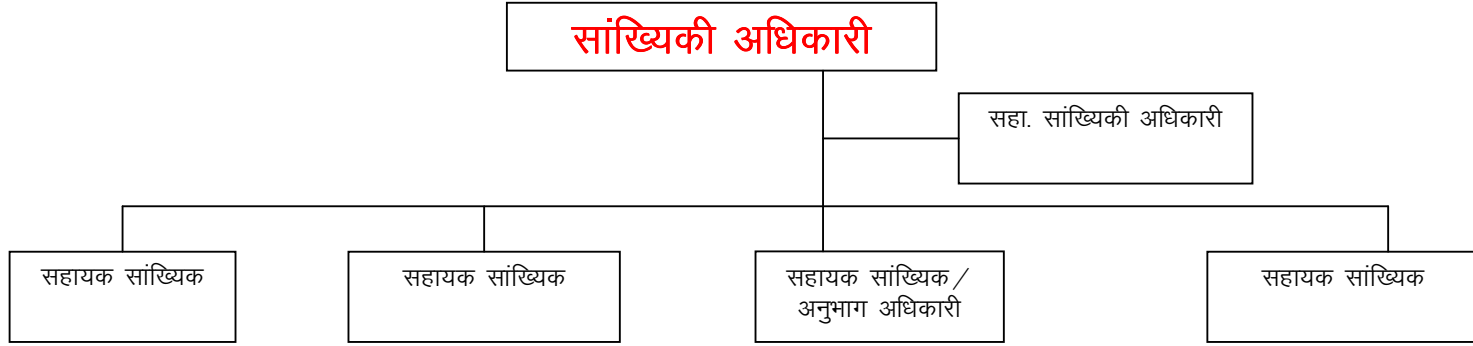 सांख्यिकी अधिकारी
सहा. सांख्यिकी अधिकारी
सहायक सांख्यिक
सहायक सांख्यिक
सहायक सांख्यिक/
अनुभाग अधिकारी
सहायक सांख्यिक